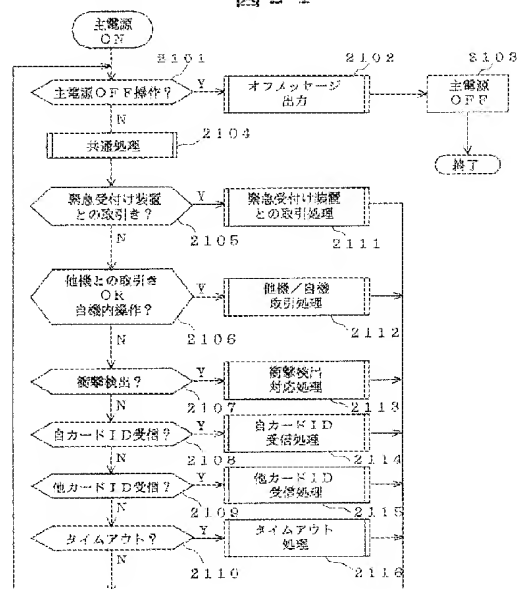 主電源
ON
2101
2102
2103
主電源OFF操作?
Y
オフメッセージ
出力
主電源
OFF
N
2104
共通処理
終了
緊急受付け装置
との取引き?
Y
緊急受付け装置
との取引処理
N
2105
2111
他機との取引き
OR
自機内操作?
Y
他機/自機
取引処理
2106
2112
N
衝撃検出?
Y
衝撃検出
対応処理
N
2107
2113
自カードID受信?
Y
自カードID
受信処理
N
2108
2114
他カードID受信?
Y
他カードID
受信処理
N
2109
2115
タイムアウト?
Y
タイムアウト
処理
N
2110
2116